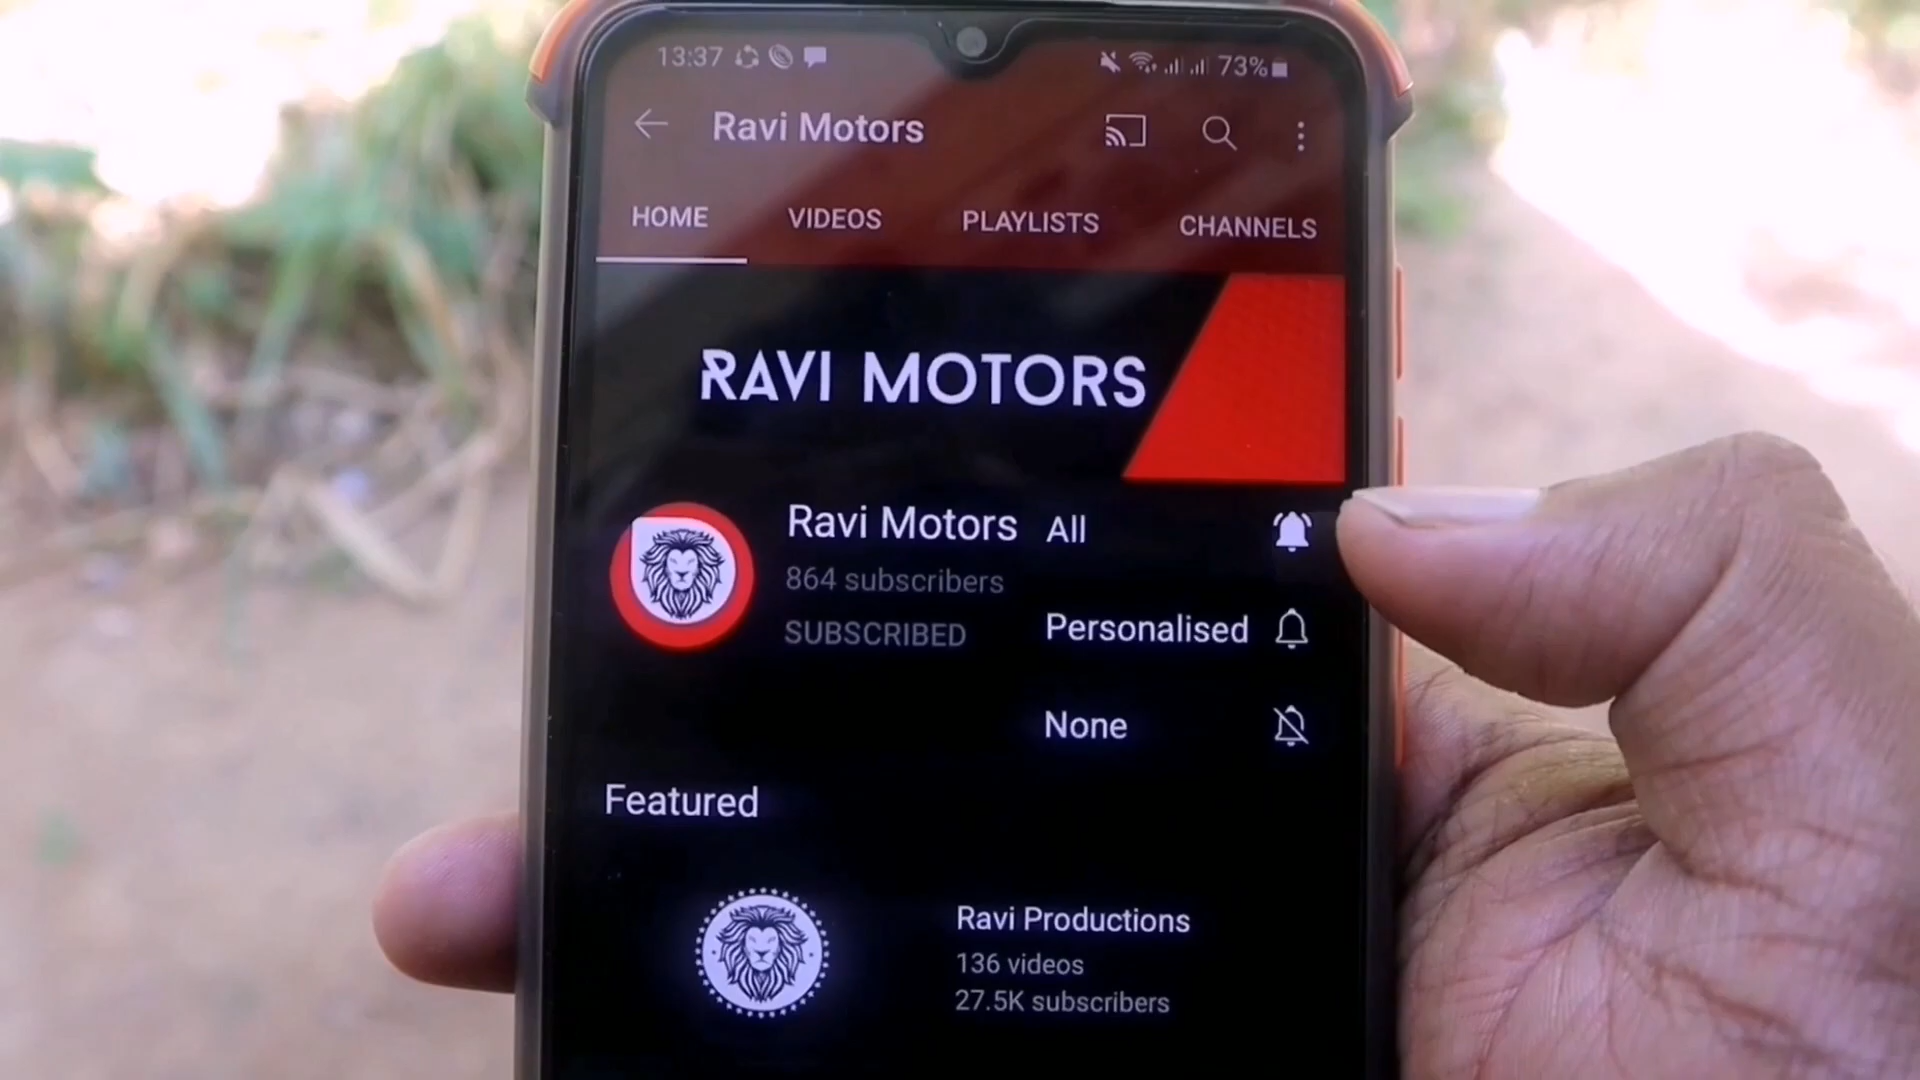 13:37
73%
Ravi Motors
HOME VIDEOS PLAYLISTS CHANNELS
RAVI MOTORS
Ravi Motors
864 subscribers
SUBSCRIBED
All
Personalised
None
Featured
Ravi Productions
136 videos
27.5K subscribers